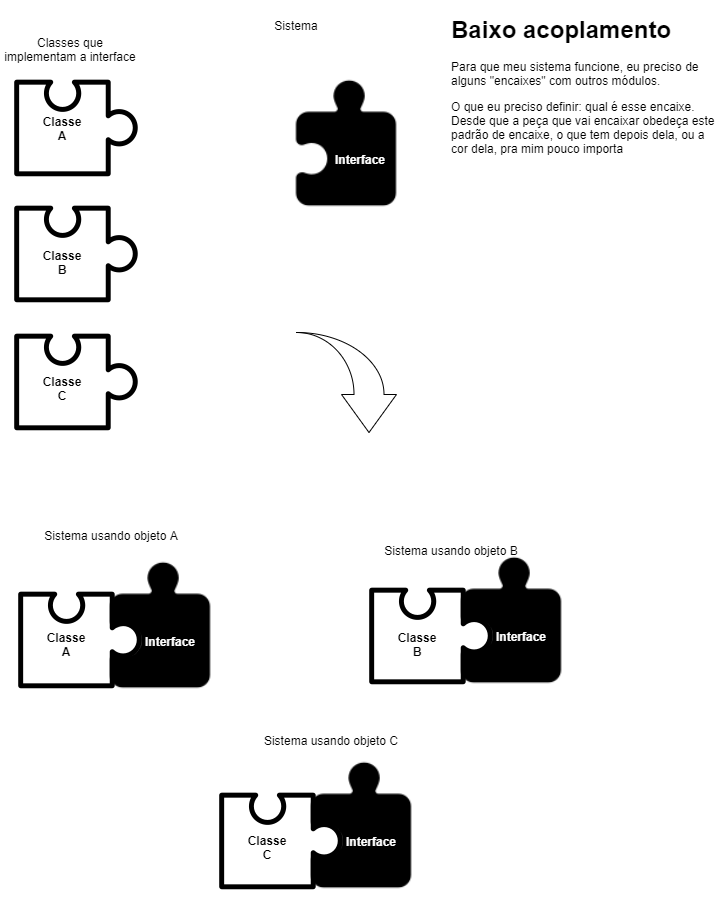 Sistema
Baixo acoplamento
Classes que
implementam a interface
Para que meu sistema funcione, eu preciso de
alguns "encaixes" com outros módulos.
O que eu preciso definir: qual é esse encaixe.
Desde que a peça que vai encaixar obedeça este
padrão de encaixe, o que tem depois dela, ou a
cor dela, pra mim pouco importa
Classe
A
Interface
Classe
B
Classe
C
Sistema usando objeto A
Classe
A
Interface
Sistema usando objeto B
Classe
B
Interface
Sistema usando objeto C
Classe
C
Interface